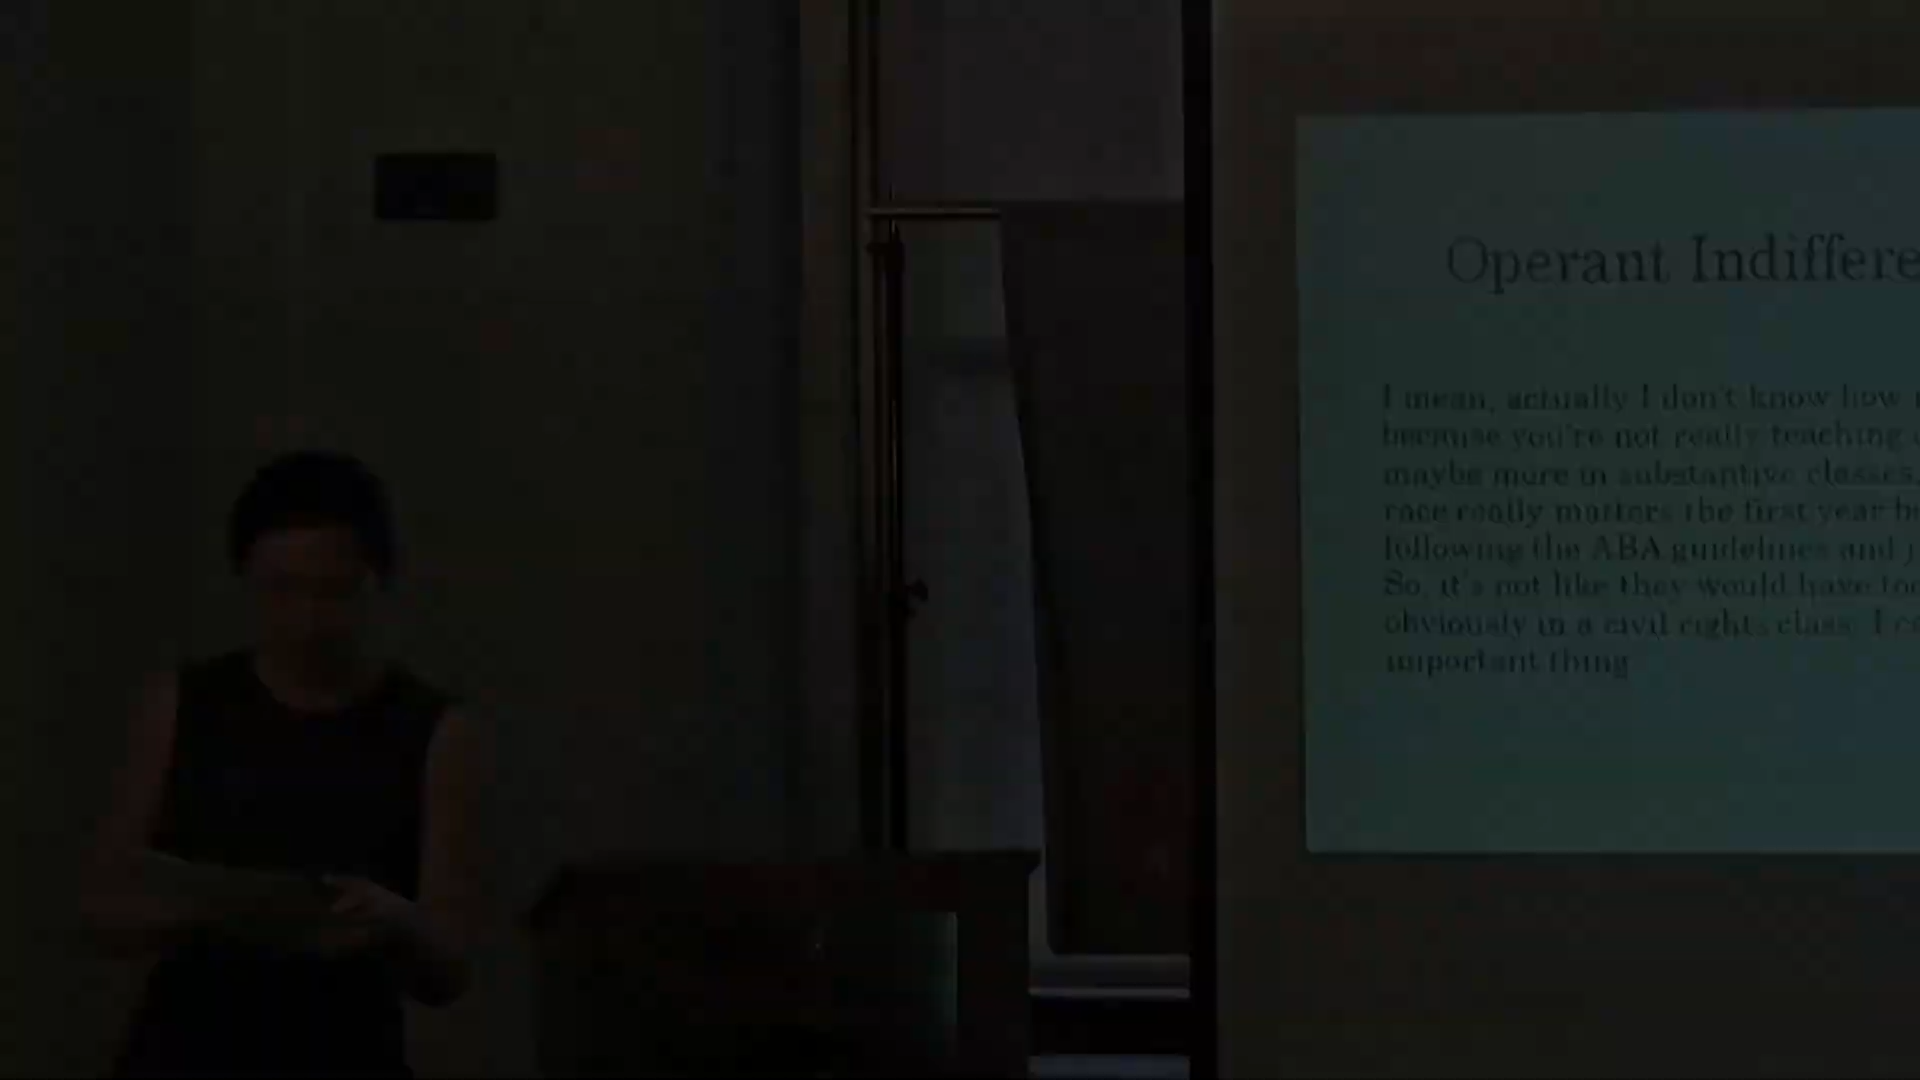 Operant Indiffere
I mean, actually I don't know how
because you're not really teaching
maybe more in substantive classes,
race really matters the first year
following the ABA guidelines and
So, it's not like they would have
obviously in a civil rights class. I
important thing